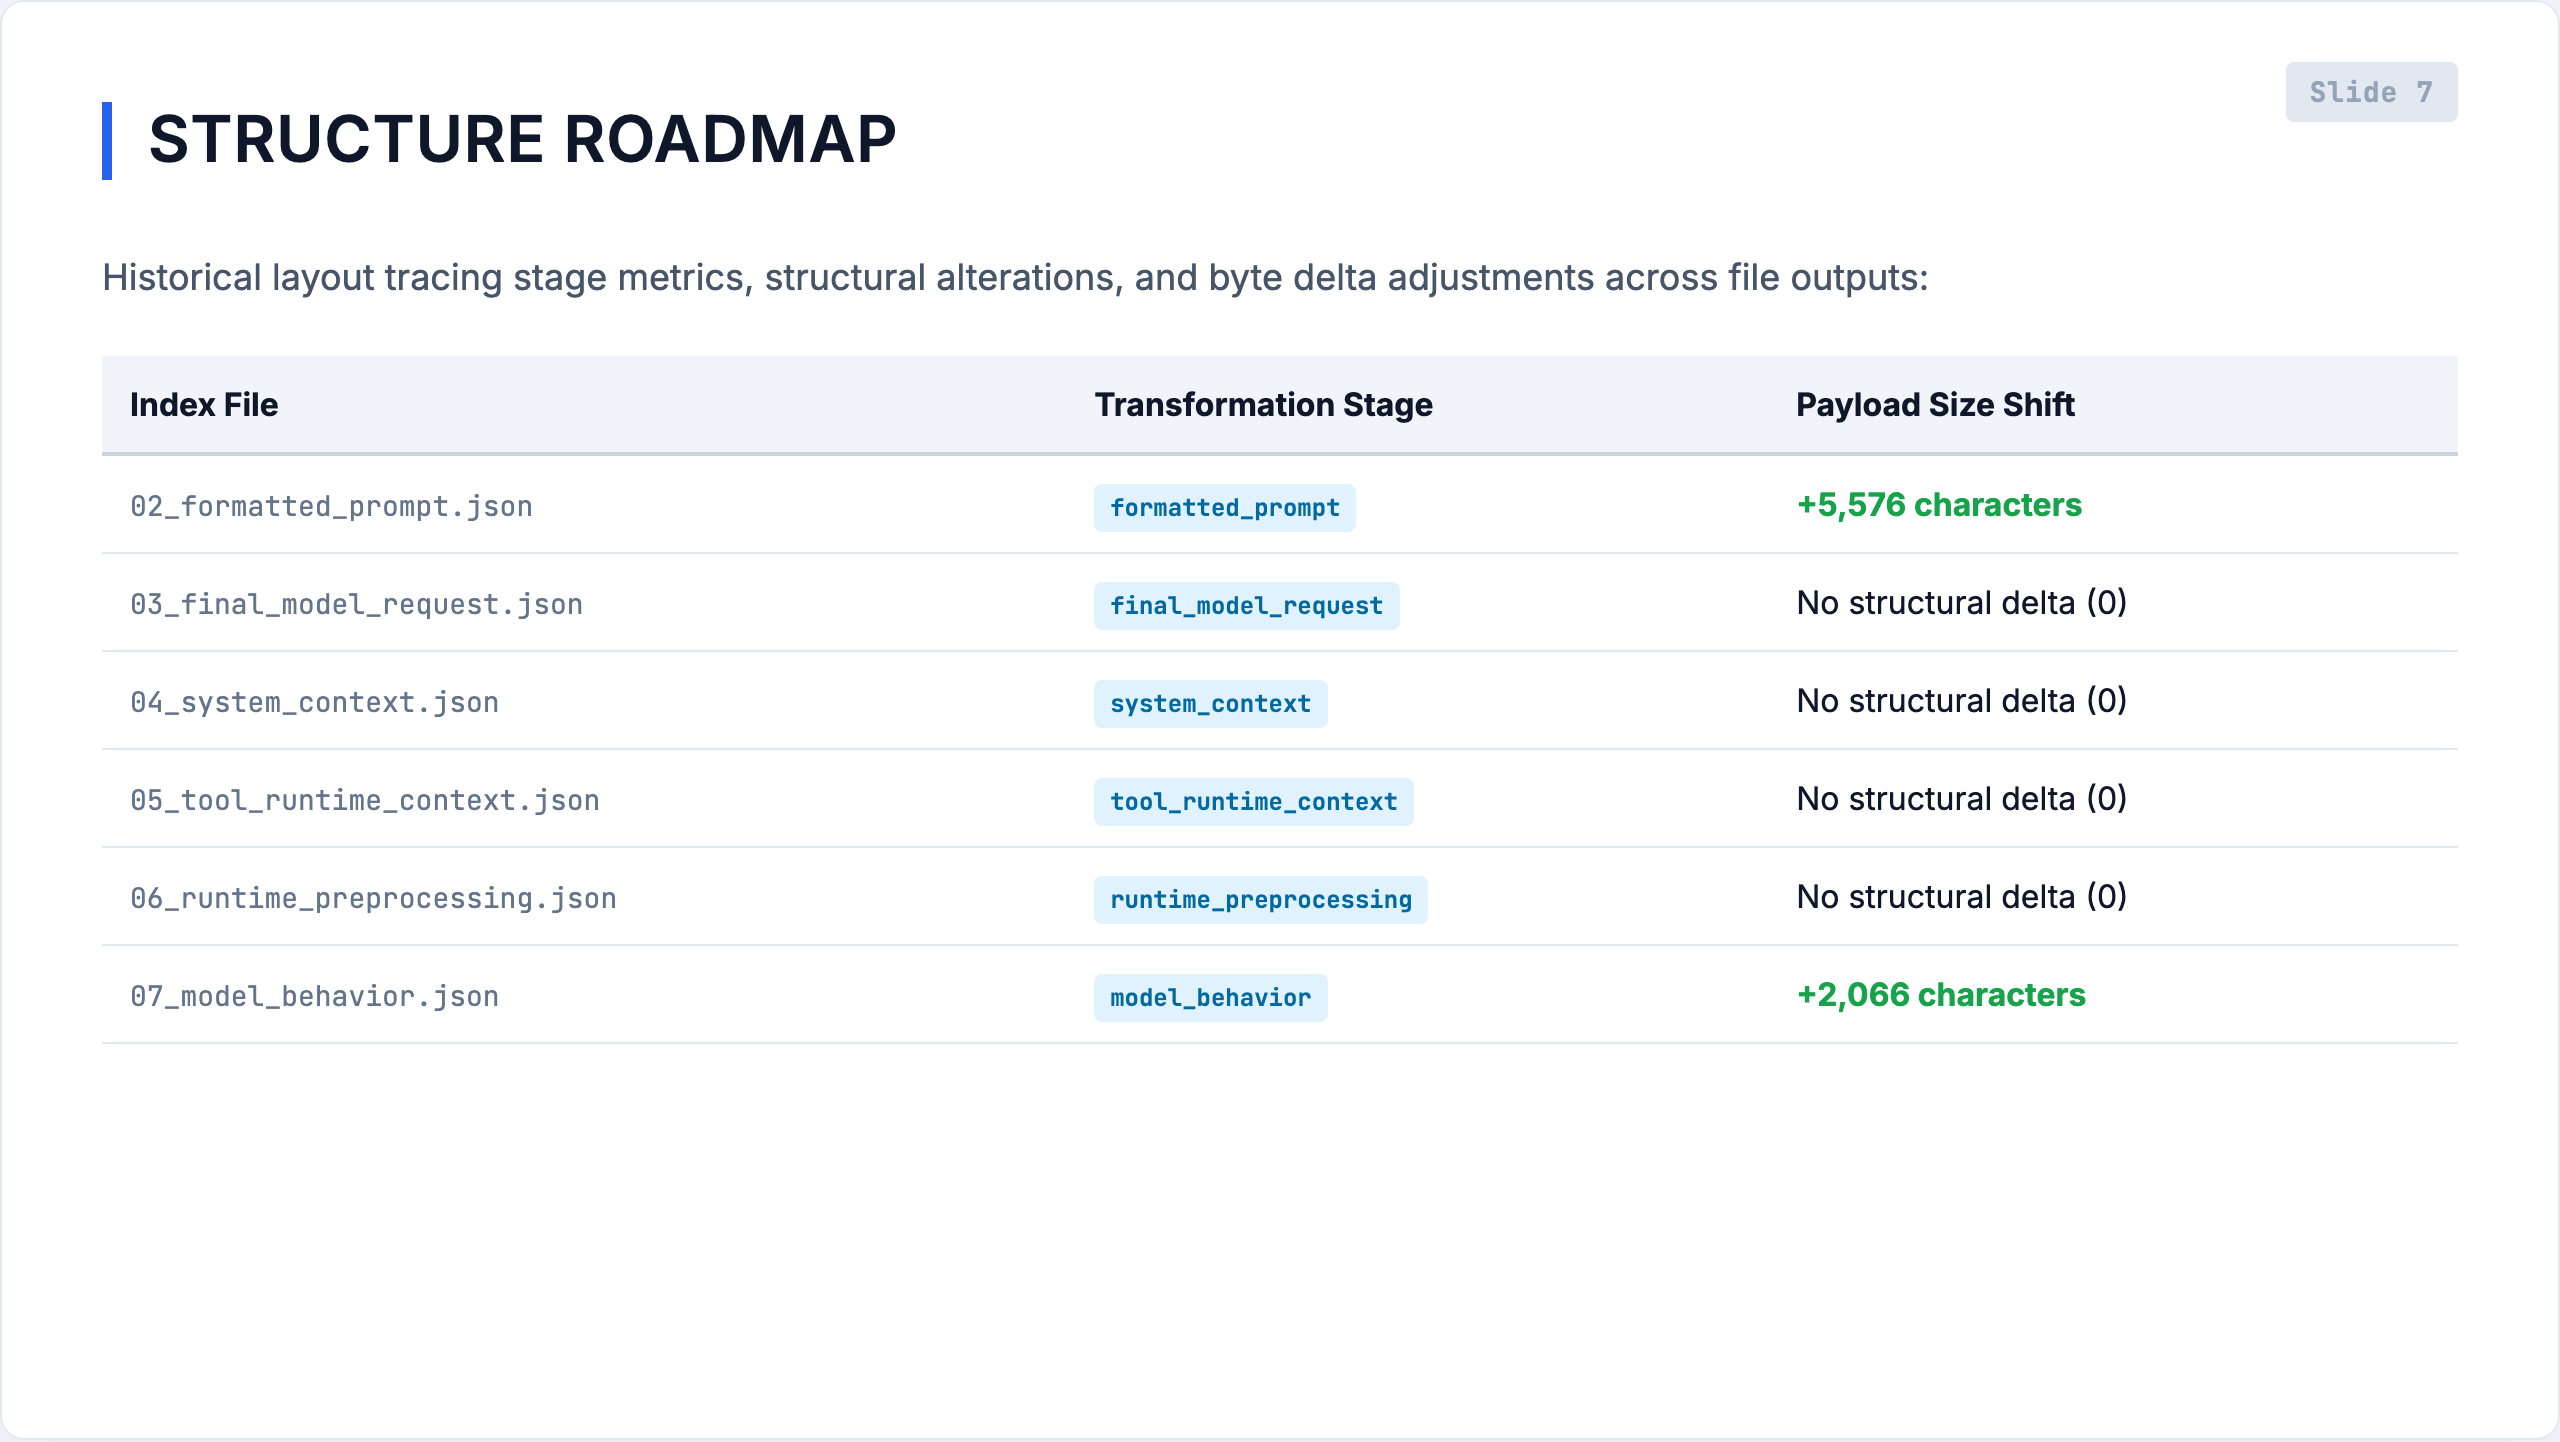 Slide 7
STRUCTURE ROADMAP
Historical layout tracing stage metrics, structural alterations, and byte delta adjustments across file outputs:
Index File Transformation Stage Payload Size Shift
02_formatted_prompt.json formatted_prompt +5,576 characters
03_final_model_request.json final_model_request No structural delta (0)
04_system_context.json system_context No structural delta (0)
05_tool_runtime_context.json tool_runtime_context No structural delta (0)
06_runtime_preprocessing.json runtime_preprocessing No structural delta (0)
07_model_behavior.json model_behavior +2,066 characters